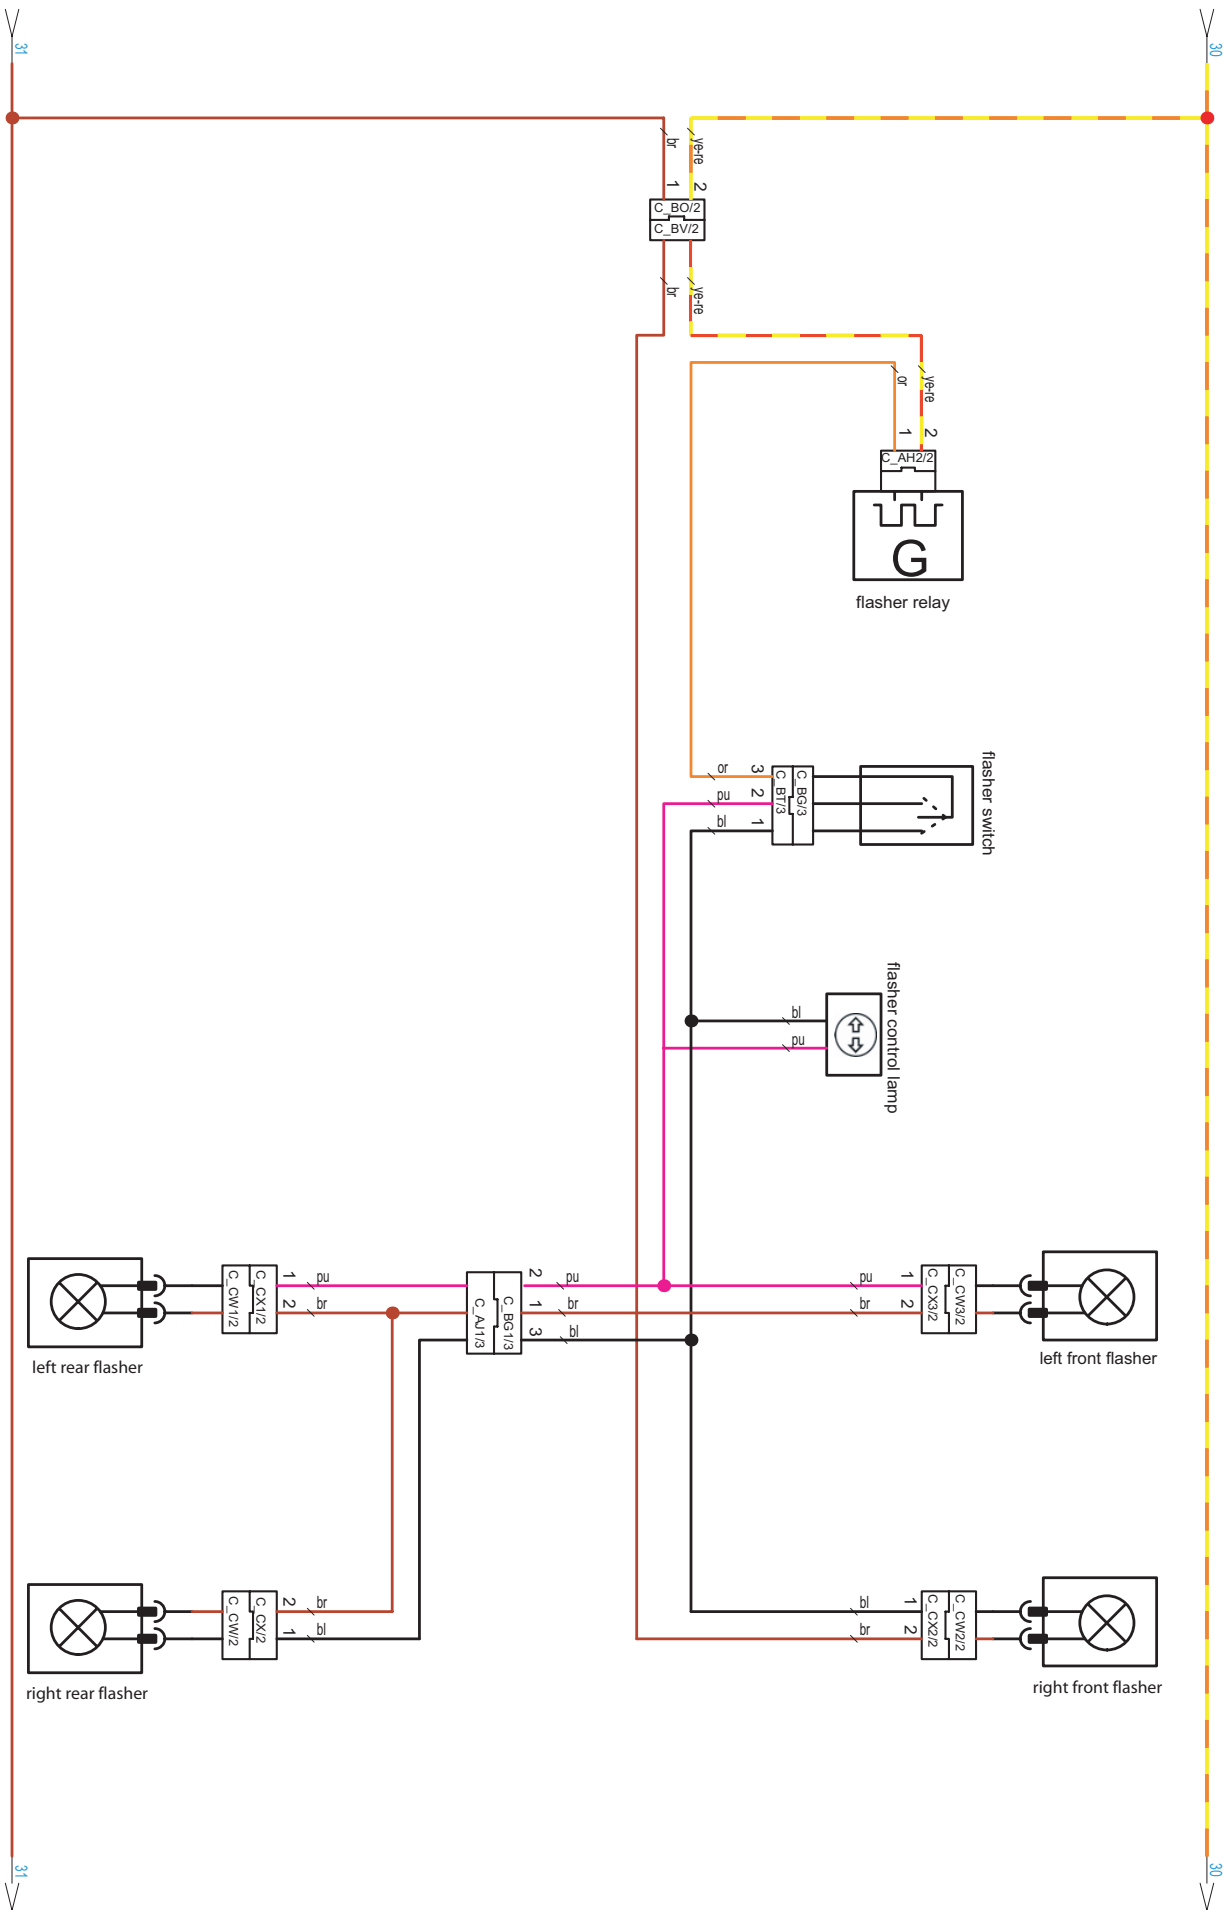 31
30
br
ye-re
1
2
C_BO/2
C_BV/2
br
ye-re
or
ye-re
1
2
C_AH2/2
G
flasher relay
flasher switch
or
3
C_BG/3
pu
2
C_BT/3
bl
1
flasher control lamp
bl
pu
C_CW1/2
C_CX1/2
1
pu
2
br
C_AJ1/3
C_BG1/3
2
pu
1
br
3
bl
pu
1
br
2
C_CX3/2
C_CW3/2
left rear flasher
left front flasher
C_CW/2
C_CX/2
2
br
1
bl
bl
1
br
2
C_CX2/2
C_CW2/2
right rear flasher
right front flasher
31
30